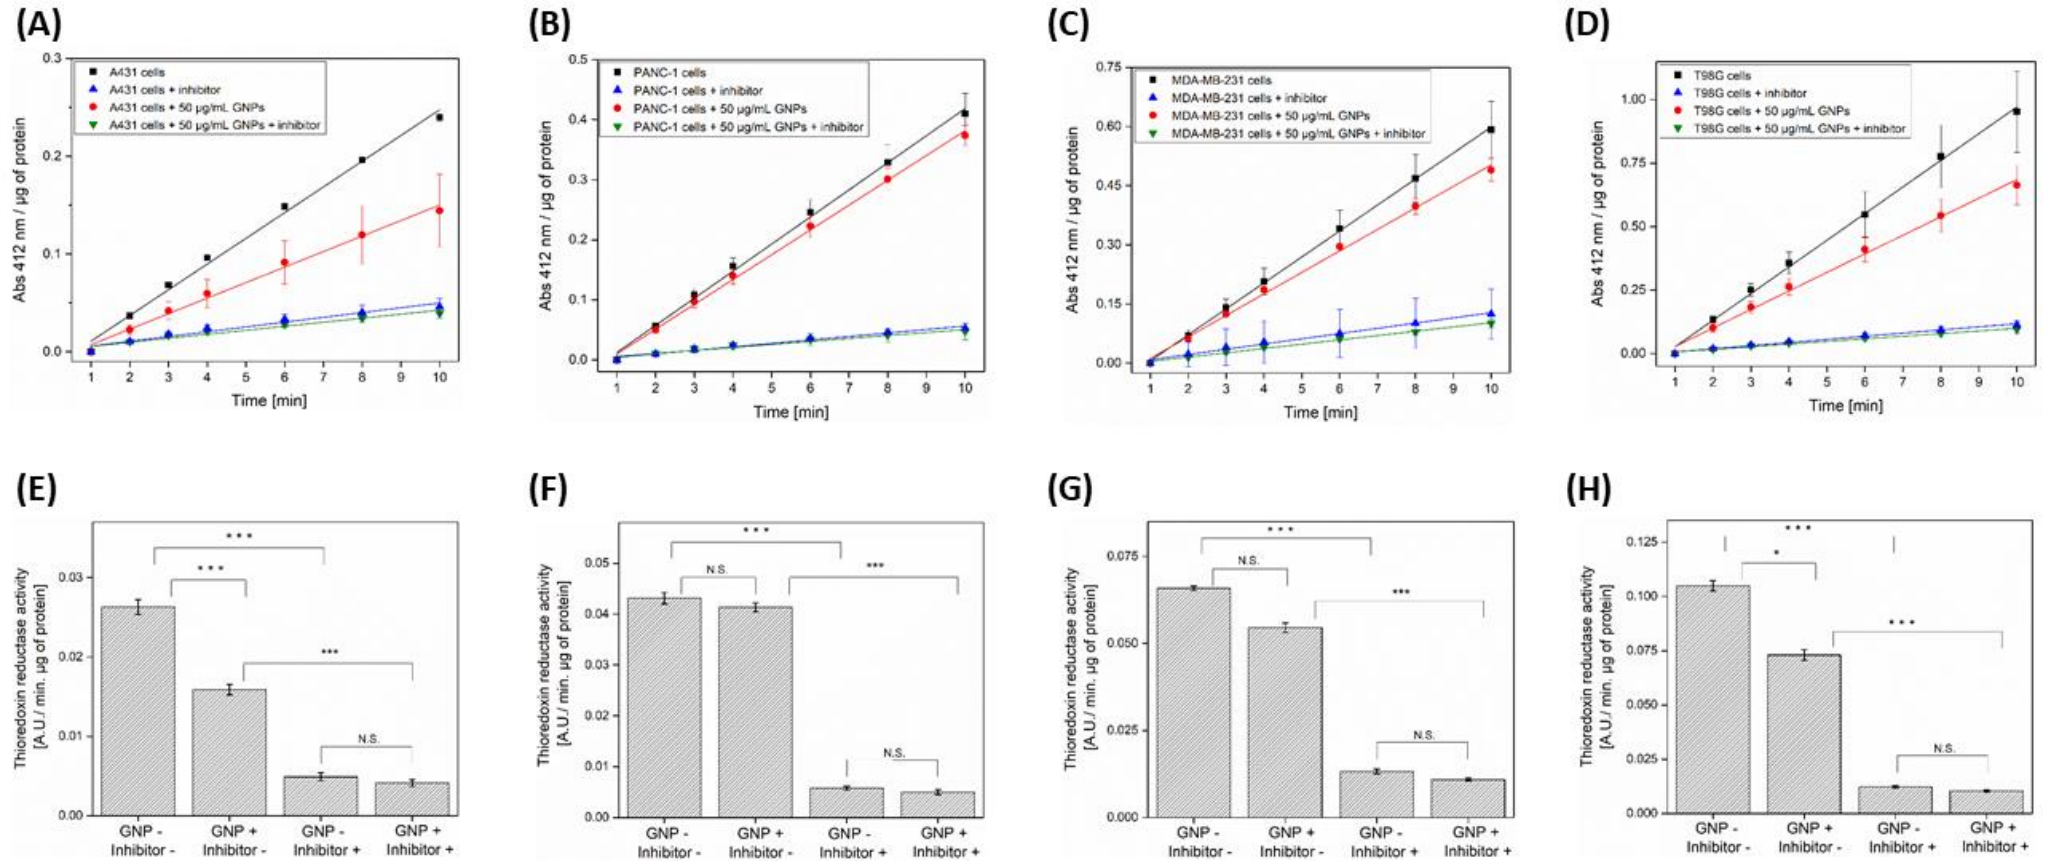 (A)
0.3
0.2
0.1
0.0
Abs 412 nm / µg of protein
A431 cells
A431 cells + inhibitor
A431 cells + 50 µg/mL GNPs
A431 cells + 50 µg/mL GNPs + inhibitor
1 2 3 4 5 6 7 8 9 10
Time [min]
(B)
0.5
0.4
0.3
0.2
0.1
0.0
Abs 412 nm / µg of protein
PANC-1 cells
PANC-1 cells + inhibitor
PANC-1 cells + 50 µg/mL GNPs
PANC-1 cells + 50 µg/mL GNPs + inhibitor
1 2 3 4 5 6 7 8 9 10
Time [min]
(C)
0.75
0.60
0.45
0.30
0.15
0.00
Abs 412 nm / µg of protein
MDA-MB-231 cells
MDA-MB-231 cells + inhibitor
MDA-MB-231 cells + 50 µg/mL GNPs
MDA-MB-231 cells + 50 µg/mL GNPs + inhibitor
1 2 3 4 5 6 7 8 9 10
Time [min]
(D)
1.00
0.75
0.50
0.25
0.00
Abs 412 nm / µg of protein
T98G cells
T98G cells + inhibitor
T98G cells + 50 µg/mL GNPs
T98G cells + 50 µg/mL GNPs + inhibitor
1 2 3 4 5 6 7 8 9 10
Time [min]
(E)
Thioredoxin reductase activity
[A.U./ min. µg of protein]
0.03
0.02
0.01
0.00
* * *
* * *
***
N.S.
GNP - GNP + GNP - GNP +
Inhibitor - Inhibitor - Inhibitor + Inhibitor +
(F)
Thioredoxin reductase activity
[A.U./ min. µg of protein]
0.05
0.04
0.03
0.02
0.01
0.00
* * *
N.S.
***
N.S.
GNP - GNP + GNP - GNP +
Inhibitor - Inhibitor - Inhibitor + Inhibitor +
(G)
Thioredoxin reductase activity
[A.U./ min. µg of protein]
0.075
0.050
0.025
0.000
* * *
N.S.
***
N.S.
GNP - GNP + GNP - GNP +
Inhibitor - Inhibitor - Inhibitor + Inhibitor +
(H)
Thioredoxin reductase activity
[A.U./ min. µg of protein]
0.125
0.100
0.075
0.050
0.025
0.000
* * *
*
* * *
N.S.
GNP - GNP + GNP - GNP +
Inhibitor - Inhibitor - Inhibitor + Inhibitor +